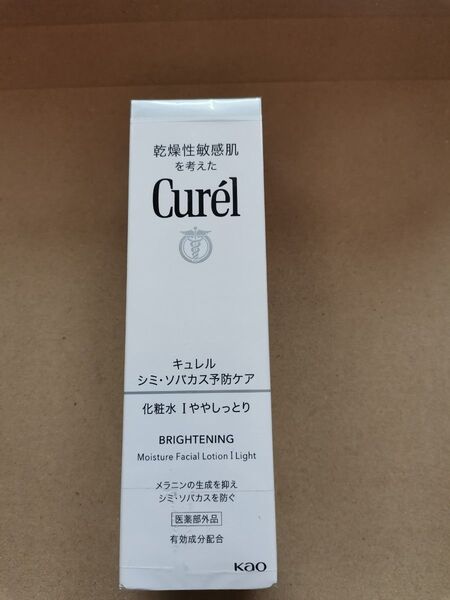 乾燥性敏感肌
を考えた
Curél
キュレル
シミ・ソバカス予防ケア
化粧水 I ややしっとり
BRIGHTENING
Moisture Facial Lotion I Light
メラニンの生成を抑え
シミ・ソバカスを防ぐ
医薬部外品
有効成分配合
Kao